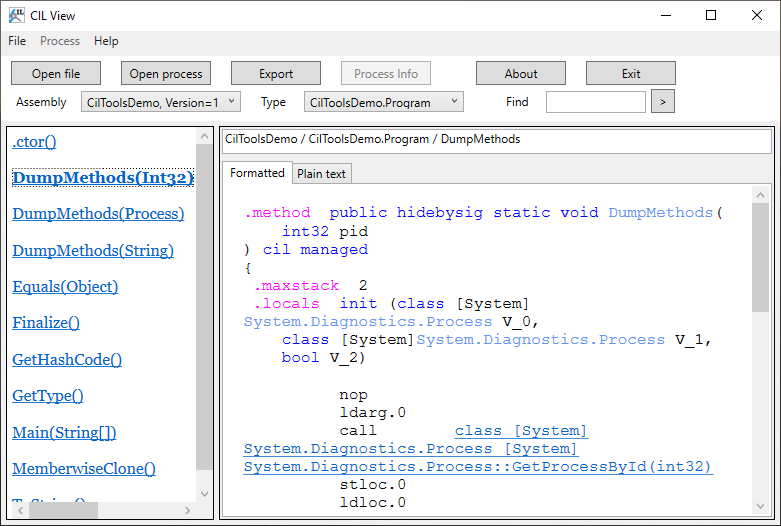 CIL View
File Process Help
Open file Open process Export Process Info About Exit
Assembly CilToolsDemo, Version=1 Type CilToolsDemo.Program Find >
.ctor()
DumpMethods(Int32)
DumpMethods(Process)
DumpMethods(String)
Equals(Object)
Finalize()
GetHashCode()
GetType()
Main(String[])
MemberwiseClone()
ToString()
CilToolsDemo / CilToolsDemo.Program / DumpMethods
Formatted Plain text
.method public hidebysig static void DumpMethods(
int32 pid
) cil managed
{
.maxstack 2
.locals init (class [System]
System.Diagnostics.Process V_0,
class [System]System.Diagnostics.Process V_1,
bool V_2)
nop
ldarg.0
call class [System]
System.Diagnostics.Process [System]
System.Diagnostics.Process::GetProcessById(int32)
stloc.0
ldloc.0